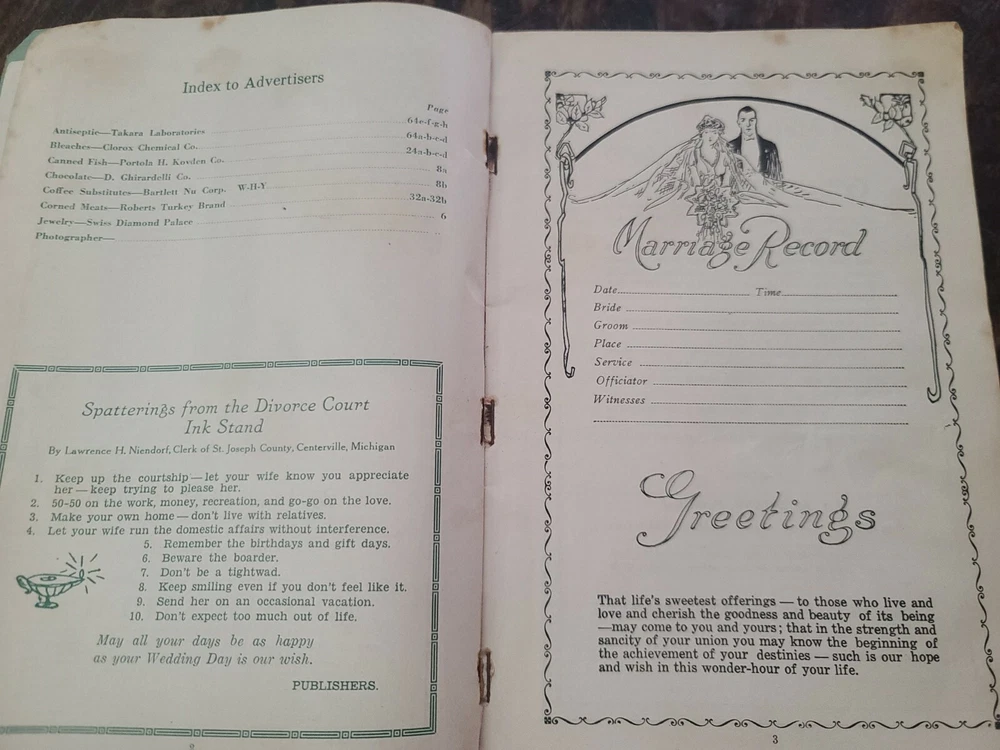 Index to Advertisers
Page
Antiseptic—Takara Laboratories 64e-f-g-h
Bleaches—Clorox Chemical Co. 64a-b-c-d
Canned Fish—Portola H. Kovden Co. 24a-b-c-d
Chocolate—D. Ghirardelli Co. 8a
Coffee Substitutes—Bartlett Nu Corp. W-H-Y 8b
Corned Meats—Roberts Turkey Brand 32a-32b
Jewelry—Swiss Diamond Palace 6
Photographer—
Spatterings from the Divorce Court
Ink Stand
By Lawrence H. Niendorf, Clerk of St. Joseph County, Centerville, Michigan
1. Keep up the courtship — let your wife know you appreciate
her — keep trying to please her.
2. 50-50 on the work, money, recreation, and go-go on the love.
3. Make your own home — don't live with relatives.
4. Let your wife run the domestic affairs without interference.
5. Remember the birthdays and gift days.
6. Beware the boarder.
7. Don't be a tightwad.
8. Keep smiling even if you don't feel like it.
9. Send her on an occasional vacation.
10. Don't expect too much out of life.
May all your days be as happy
as your Wedding Day is our wish.
PUBLISHERS.
Marriage Record
Date Time
Bride
Groom
Place
Service
Officiator
Witnesses
Greetings
That life's sweetest offerings — to those who live and
love and cherish the goodness and beauty of its being
—may come to you and yours; that in the strength and
sancity of your union you may know the beginning of
the achievement of your destinies — such is our hope
and wish in this wonder-hour of your life.
3